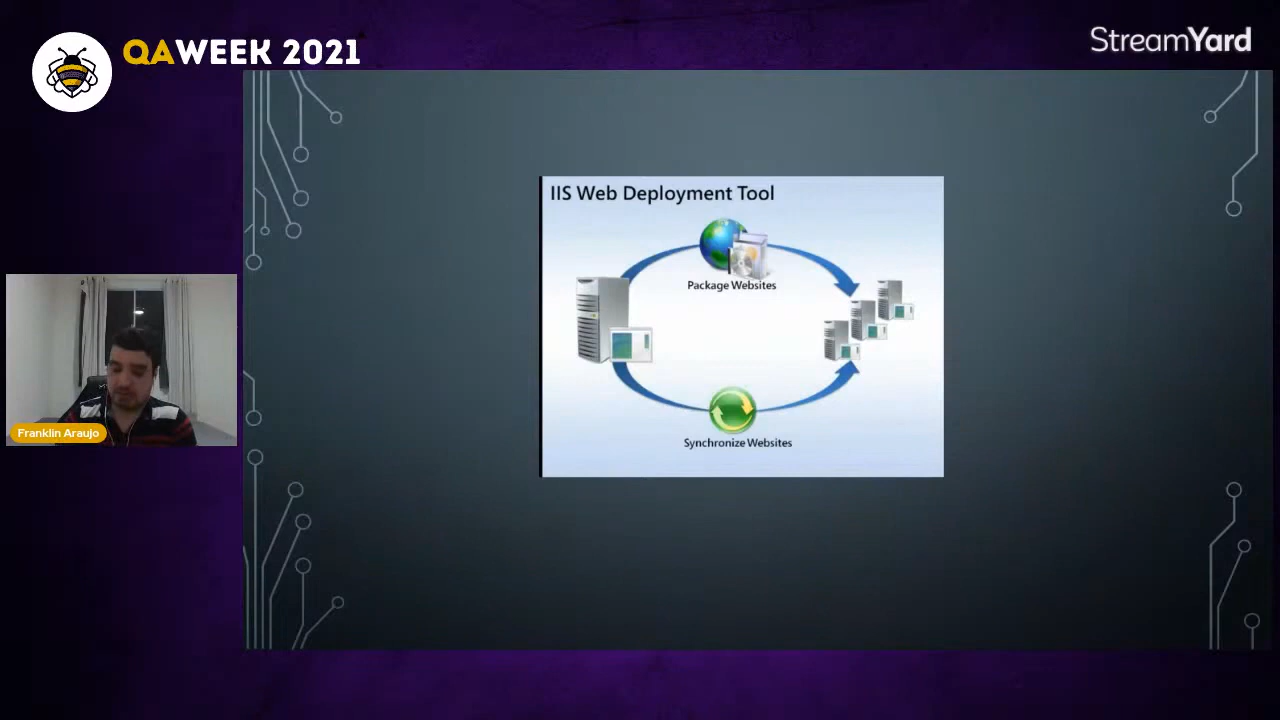 QAWEEK 2021
StreamYard
IIS Web Deployment Tool
Package Websites
Synchronize Websites
Franklin Araujo